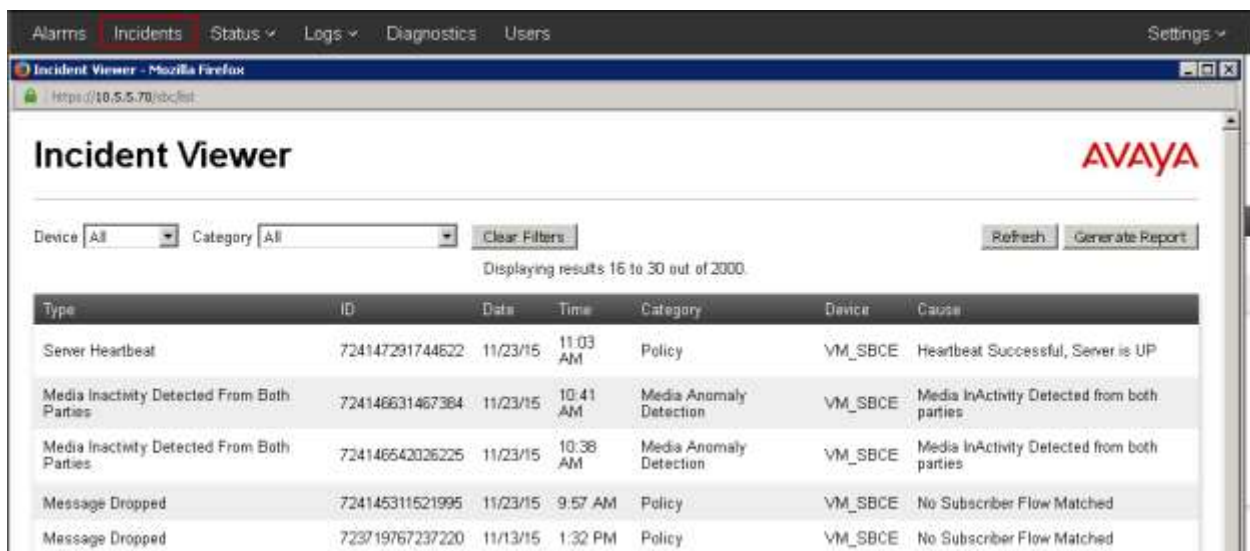 Alarms Incidents Status Logs Diagnostics Users Settings
Incident Viewer - Mozilla Firefox
https://10.5.5.70/sbc/list
Incident Viewer
AVAYA
Device All Category All Clear Filters Refresh Generate Report
Displaying results 16 to 30 out of 2000.
Type ID Date Time Category Device Cause
Server Heartbeat 724147291744622 11/23/15 11:03 AM Policy VM_SBCE Heartbeat Successful, Server is UP
Media Inactivity Detected From Both Parties 724146631467384 11/23/15 10:41 AM Media Anomaly Detection VM_SBCE Media InActivity Detected from both parties
Media Inactivity Detected From Both Parties 724146542026225 11/23/15 10:38 AM Media Anomaly Detection VM_SBCE Media InActivity Detected from both parties
Message Dropped 724145311521995 11/23/15 9:57 AM Policy VM_SBCE No Subscriber Flow Matched
Message Dropped 723719767237220 11/13/15 1:32 PM Policy VM_SBCE No Subscriber Flow Matched